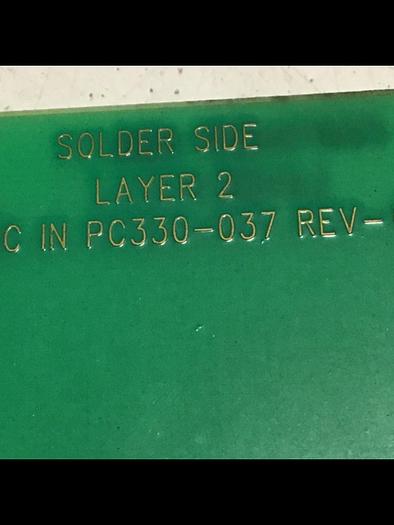 SOLDER SIDE
LAYER 2
C IN PC330-037 REV-